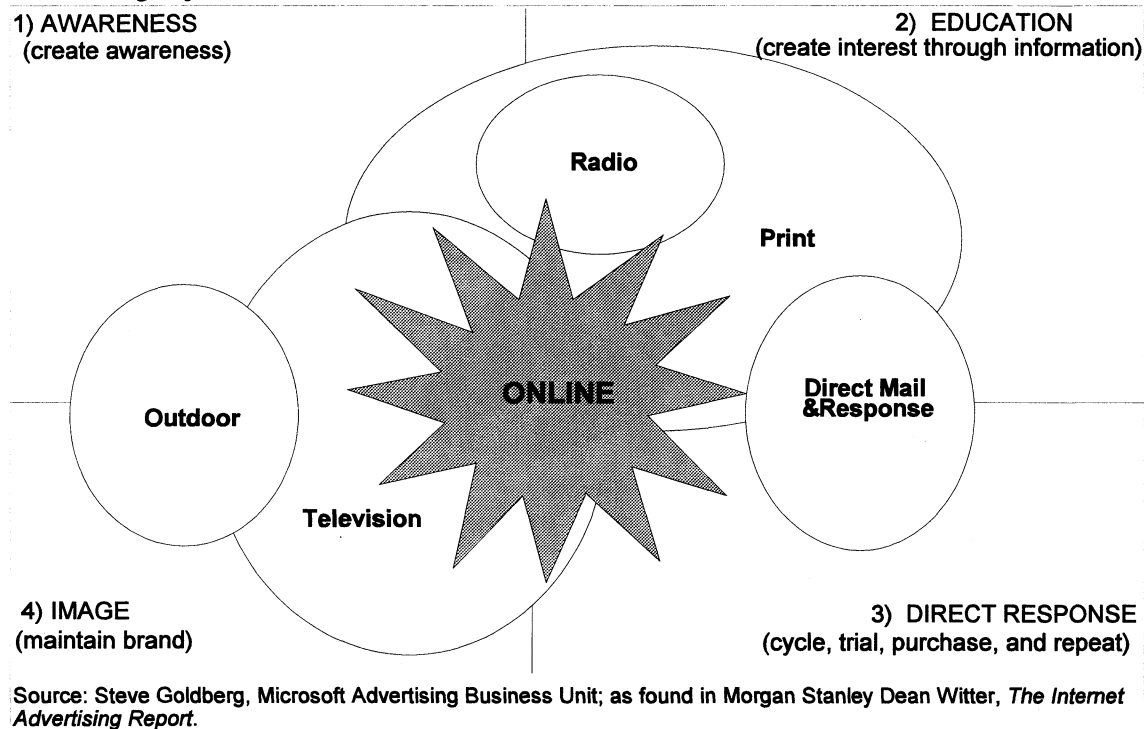 1) AWARENESS
(create awareness)
2) EDUCATION
(create interest through information)
Radio
Print
ONLINE
Direct Mail
&Response
Outdoor
Television
4) IMAGE
(maintain brand)
3) DIRECT RESPONSE
(cycle, trial, purchase, and repeat)
Source: Steve Goldberg, Microsoft Advertising Business Unit; as found in Morgan Stanley Dean Witter, The Internet
Advertising Report.